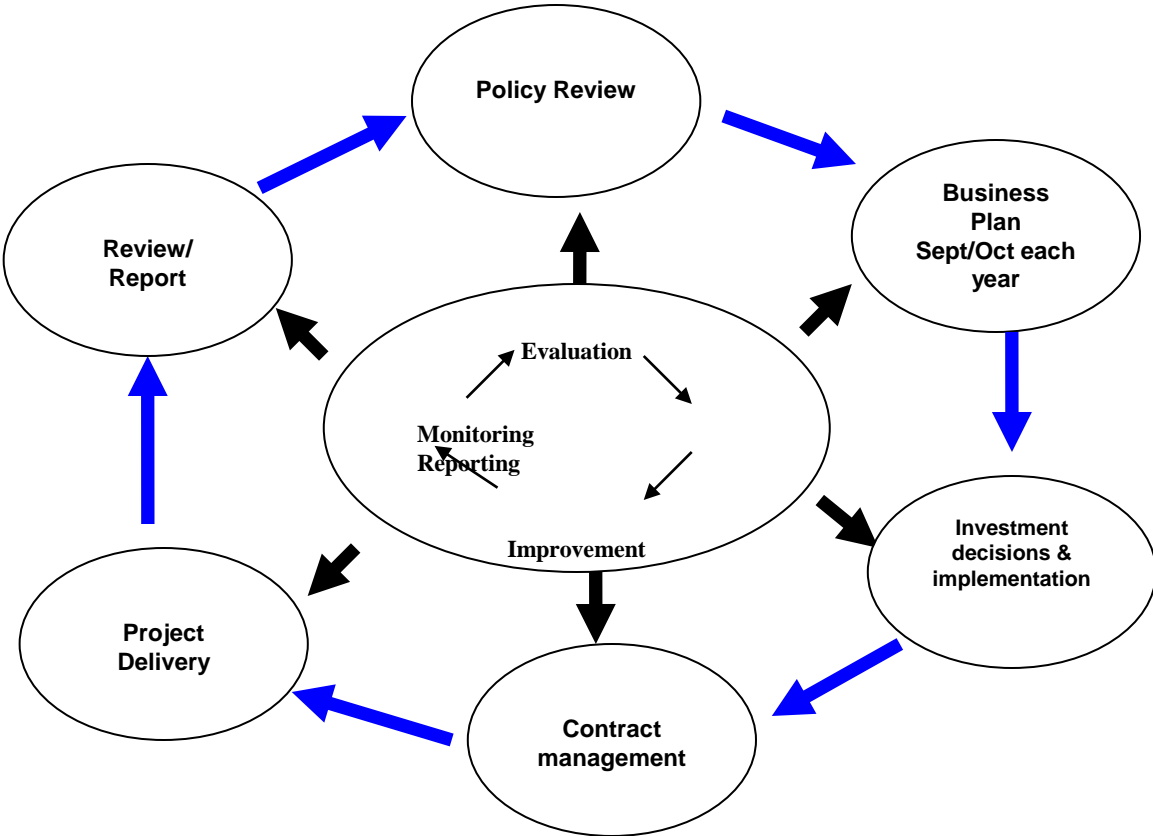 Policy Review
Business
Plan
Sept/Oct each
year
Review/
Report
Evaluation
Monitoring
Reporting
Improvement
Investment
decisions &
implementation
Project
Delivery
Contract
management